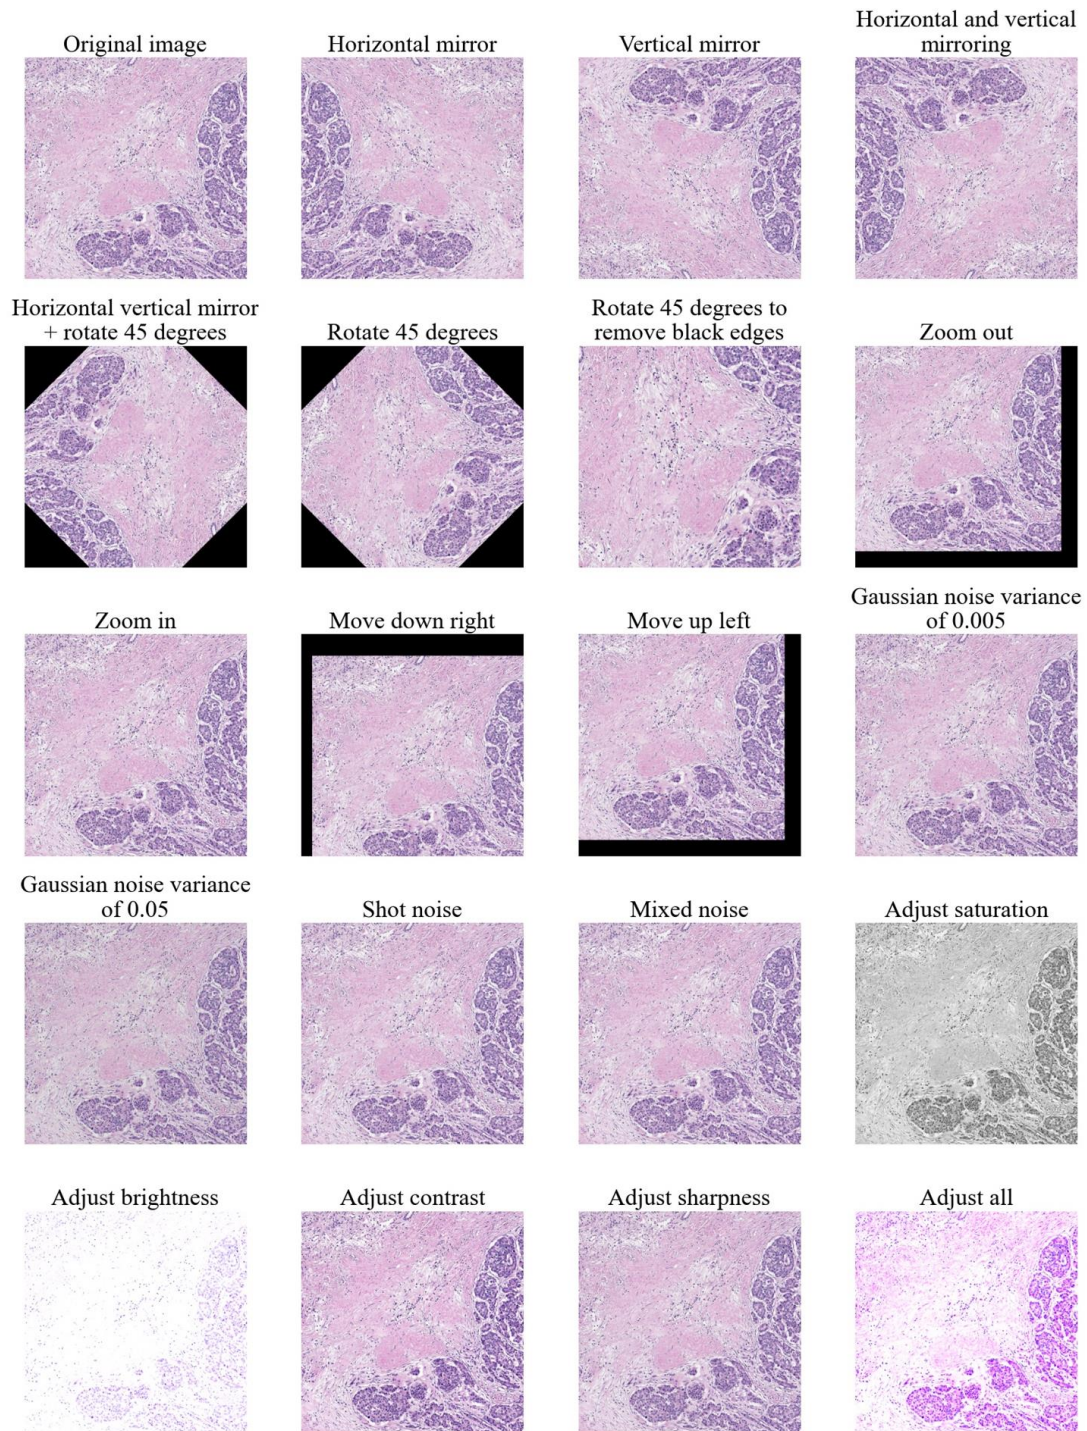 Original image
Horizontal mirror
Vertical mirror
Horizontal and vertical
mirroring
Horizontal vertical mirror
+ rotate 45 degrees
Rotate 45 degrees
Rotate 45 degrees to
remove black edges
Zoom out
Zoom in
Move down right
Move up left
Gaussian noise variance
of 0.005
Gaussian noise variance
of 0.05
Shot noise
Mixed noise
Adjust saturation
Adjust brightness
Adjust contrast
Adjust sharpness
Adjust all